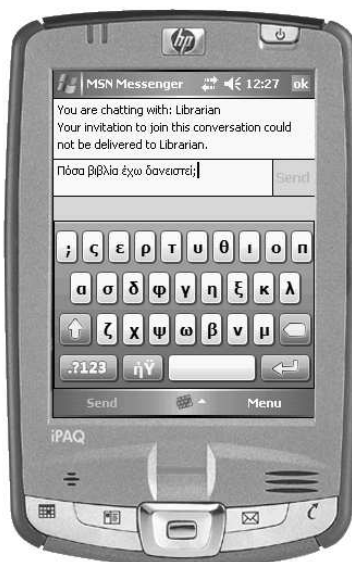 hp
MSN Messenger 12:27 ok
You are chatting with: Librarian
Your invitation to join this conversation could
not be delivered to Librarian.
Πόσα βιβλία έχω δανειστεί; Send
; ς ε ρ τ υ θ ι ο π
α σ δ φ γ η ξ κ λ
ζ χ ψ ω β ν μ
.?123 ήΫ
Send Menu
iPAQ